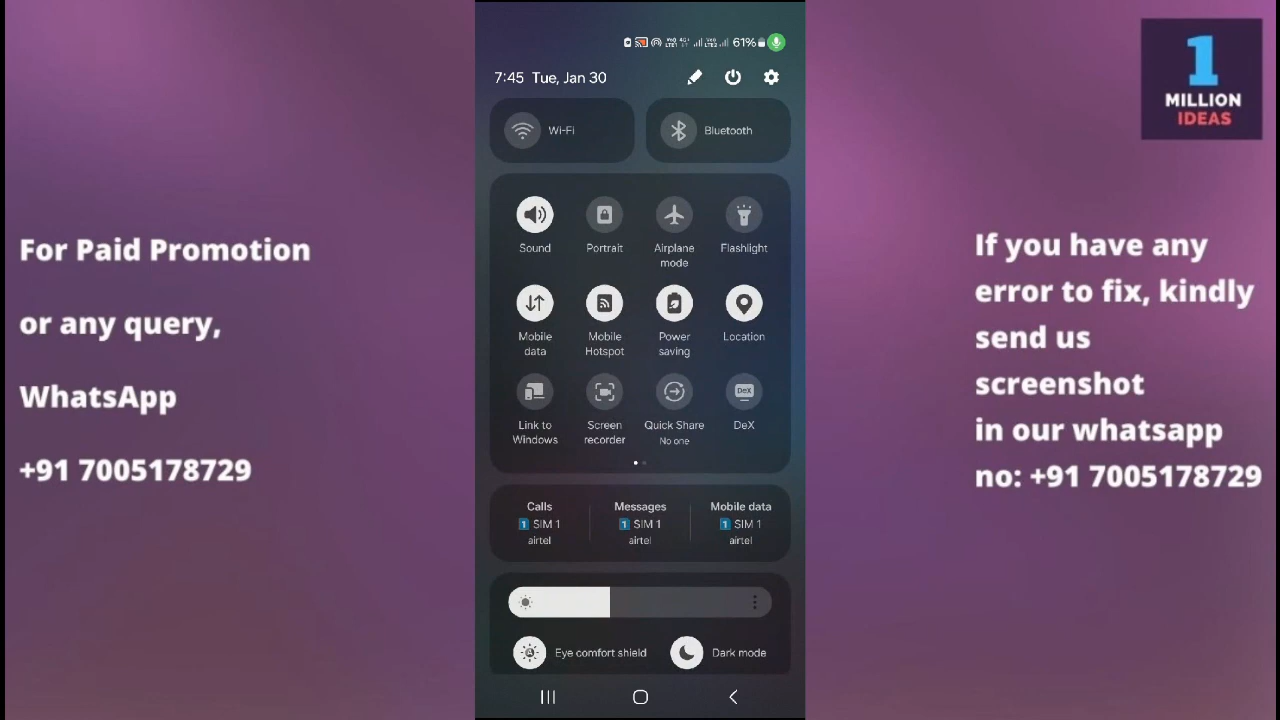 For Paid Promotion
or any query,
WhatsApp
+91 7005178729
61%
7:45 Tue, Jan 30
Wi-Fi
Bluetooth
Sound
Portrait
Airplane
mode
Flashlight
Mobile
data
Mobile
Hotspot
Power
saving
Location
Link to
Windows
Screen
recorder
Quick Share
No one
DeX
DeX
Calls
1 SIM 1
airtel
Messages
1 SIM 1
airtel
Mobile data
1 SIM 1
airtel
Eye comfort shield
Dark mode
1
MILLION
IDEAS
If you have any
error to fix, kindly
send us
screenshot
in our whatsapp
no: +91 7005178729